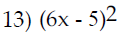 13) (6x - 5)2